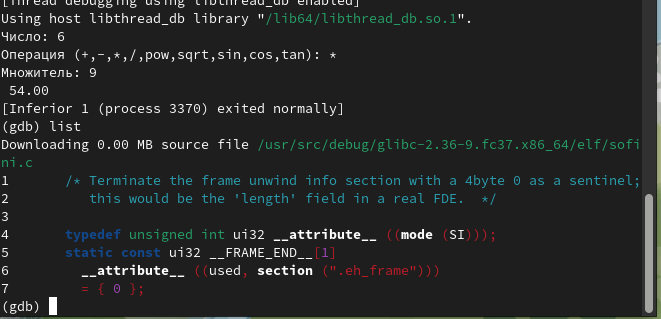 [Thread debugging using libthread_db enabled]
Using host libthread_db library "/lib64/libthread_db.so.1".
Число: 6
Операция (+,-,*,/,pow,sqrt,sin,cos,tan): *
Множитель: 9
 54.00
[Inferior 1 (process 3370) exited normally]
(gdb) list
Downloading 0.00 MB source file /usr/src/debug/glibc-2.36-9.fc37.x86_64/elf/sofi
ni.c
1       /* Terminate the frame unwind info section with a 4byte 0 as a sentinel;
2          this would be the 'length' field in a real FDE.  */
3
4       typedef unsigned int ui32 __attribute__ ((mode (SI)));
5       static const ui32 __FRAME_END__[1]
6         __attribute__ ((used, section (".eh_frame")))
7         = { 0 };
(gdb)